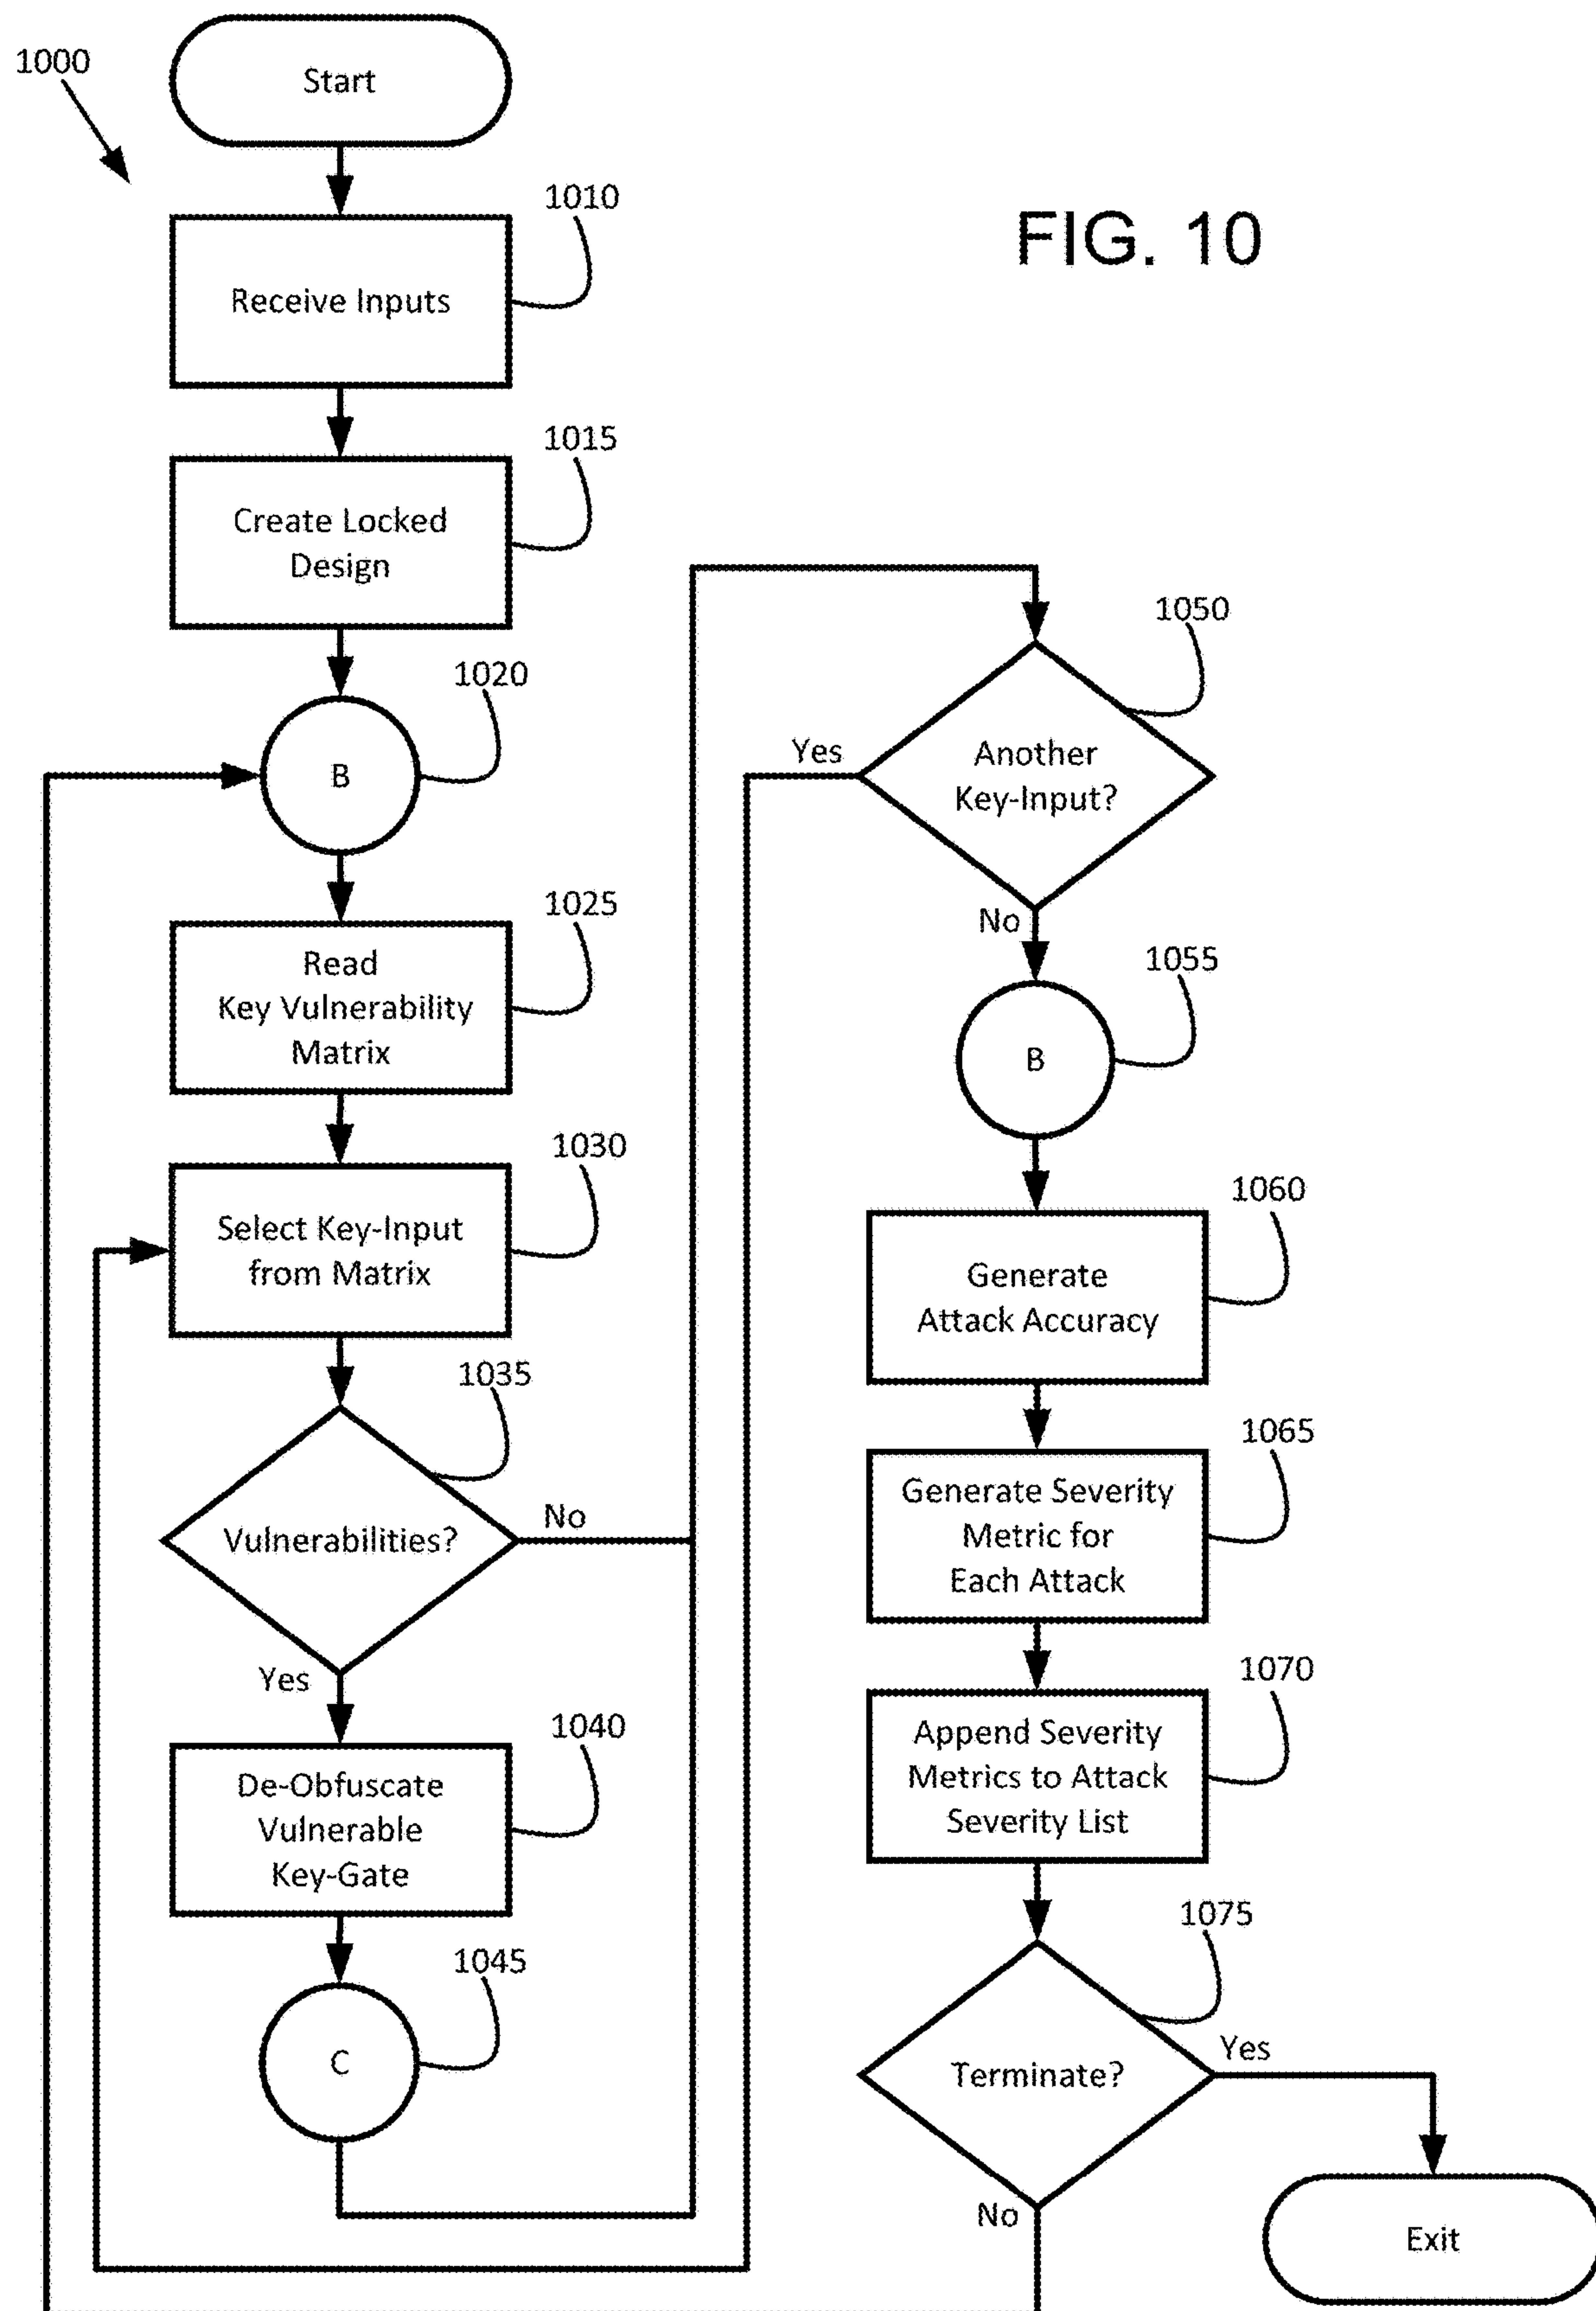 1000
Start
FIG. 10
1010
Receive Inputs
1015
Create Locked
Design
1020
B
1025
Read
Key Vulnerability
Matrix
1030
Select Key-Input
from Matrix
1035
Vulnerabilities?
No
Yes
1040
De-Obfuscate
Vulnerable
Key-Gate
1045
C
1050
Another
Key-Input?
Yes
No
1055
B
1060
Generate
Attack Accuracy
1065
Generate Severity
Metric for
Each Attack
1070
Append Severity
Metrics to Attack
Severity List
1075
Terminate?
Yes
No
Exit